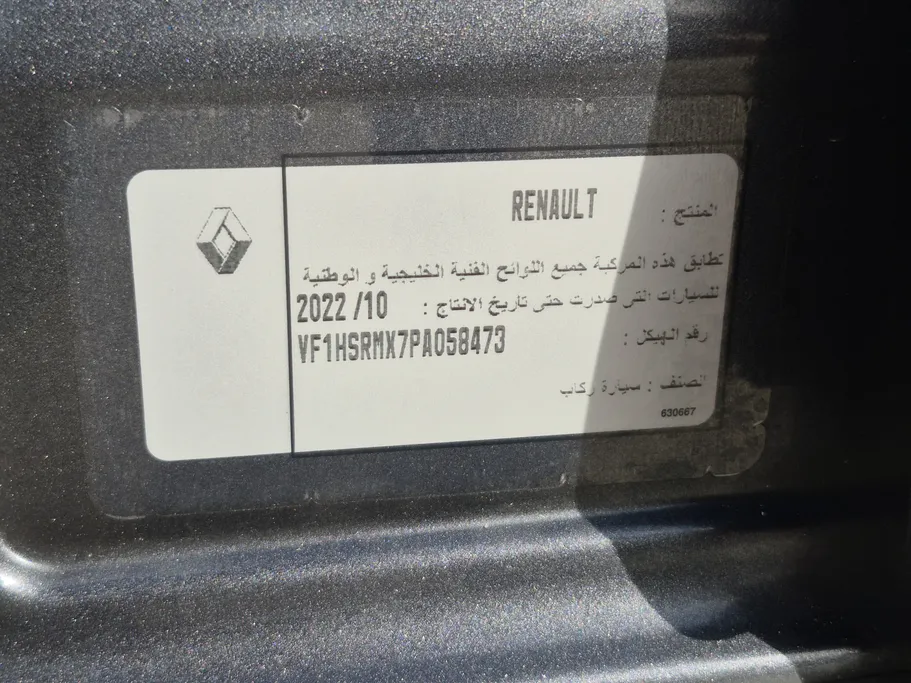 المنتج : RENAULT
تطابق هذه المركبة جميع اللوائح الفنية الخليجية و الوطنية
للسيارات التي صدرت حتى تاريخ الانتاج : 2022 /10
رقم الهيكل : VF1HSRMX7PA058473
الصنف : سيارة ركاب
630667